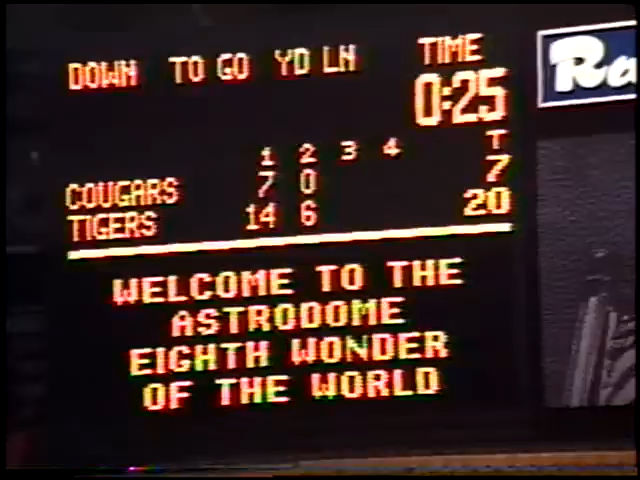 DOWN TO GO YD LN TIME
0:25
1 2 3 4 T
COUGARS 7 0 7
TIGERS 14 6 20
WELCOME TO THE
ASTRODOME
EIGHTH WONDER
OF THE WORLD